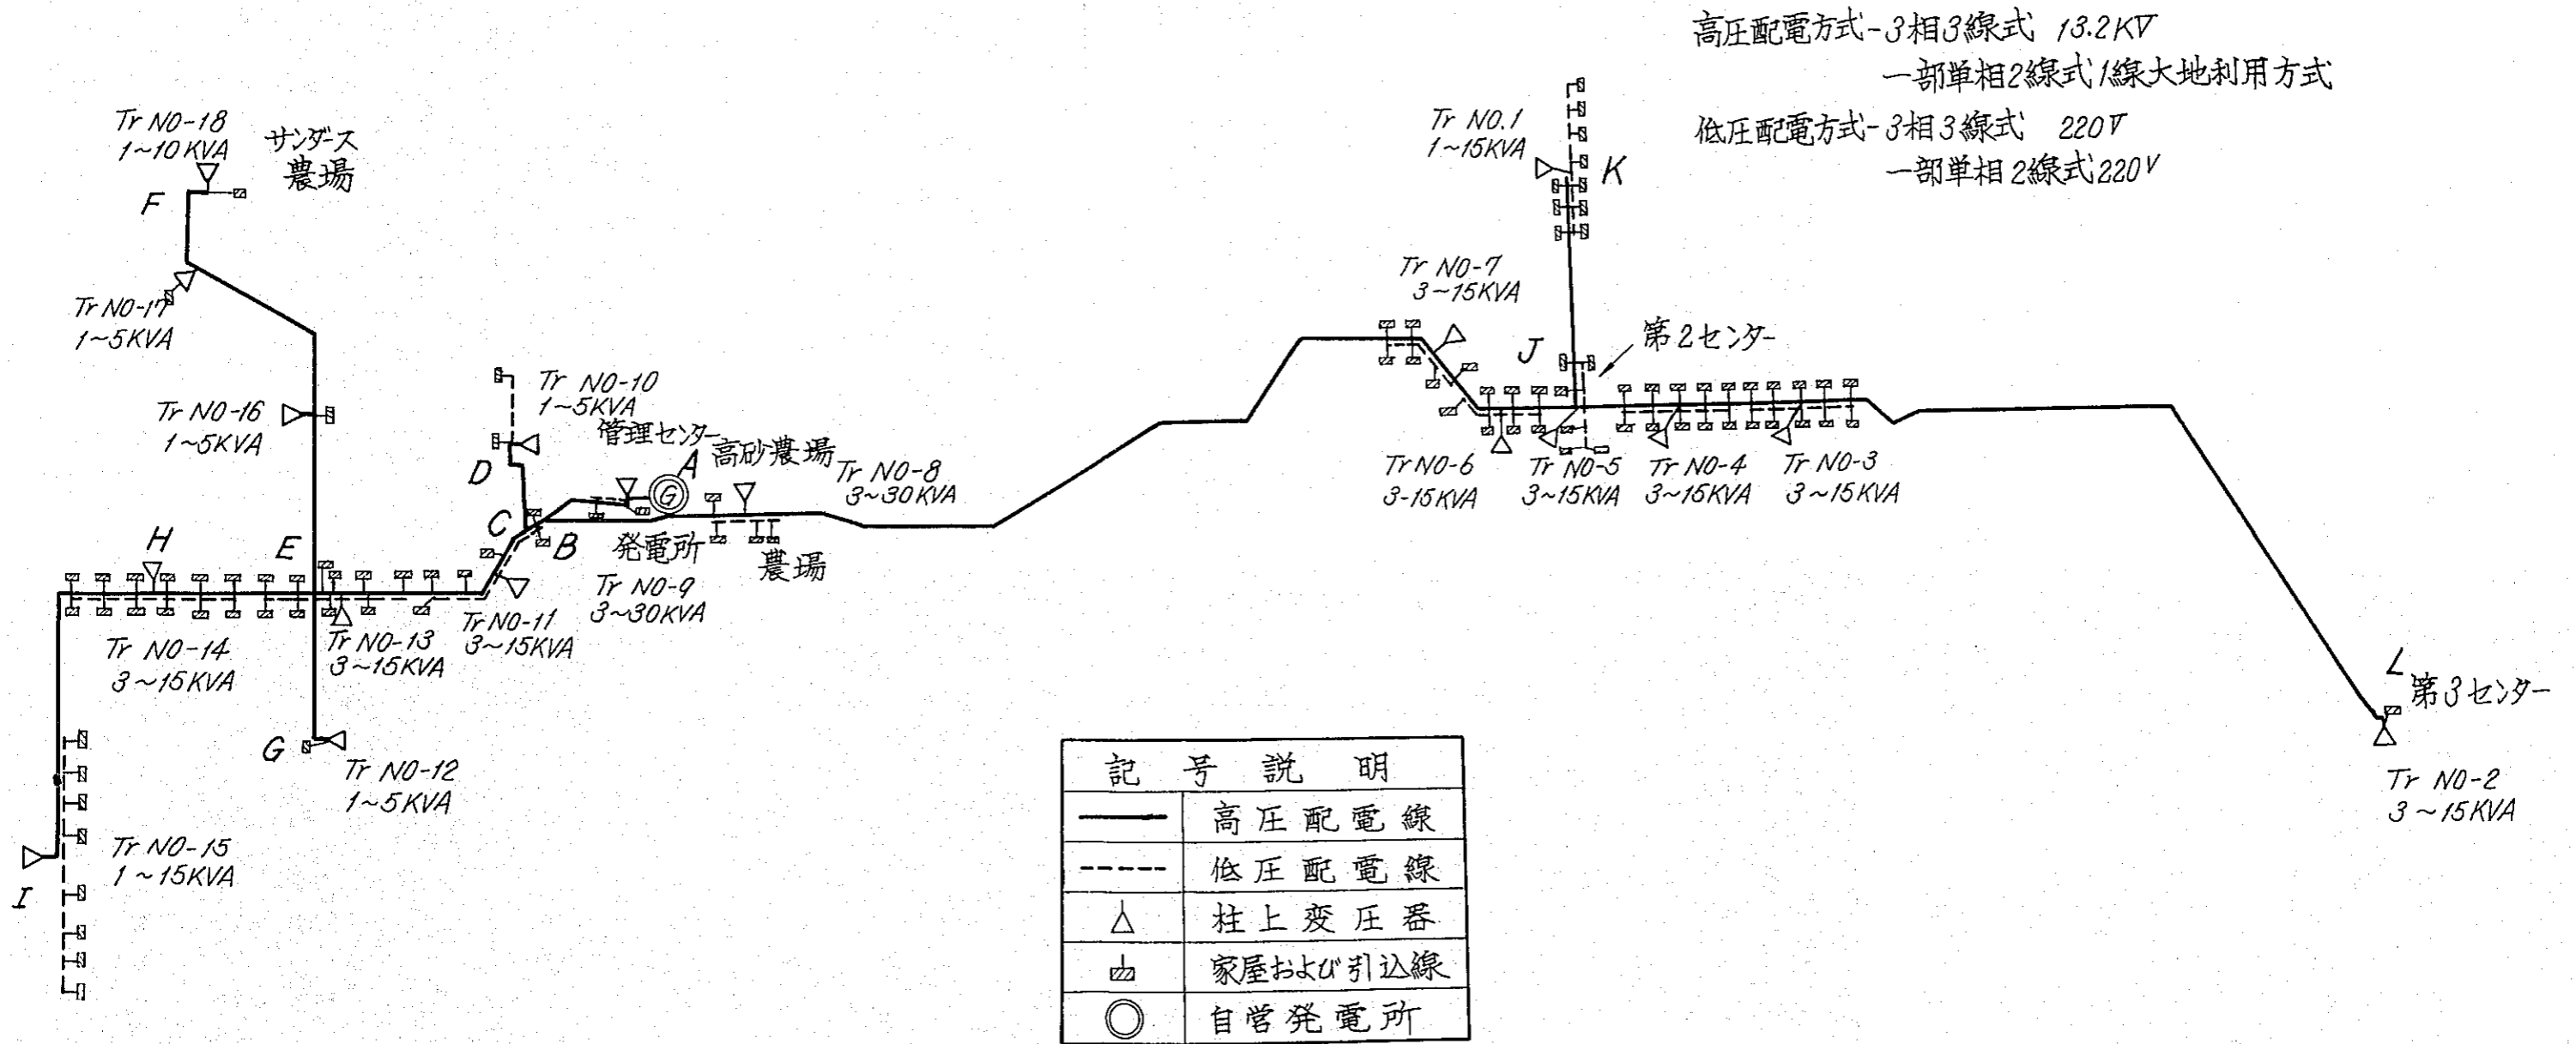 高圧配電方式-3相3線式 13.2KV
一部単相2線式1線大地利用方式
低圧配電方式-3相3線式 220V
一部単相2線式220V
Tr NO-18
1~10KVA
サンダース
農場
F
Tr NO-17
1~5KVA
Tr NO-16
1~5KVA
Tr NO-10
1~5KVA
管理センター
D
A
高砂農場
G
Tr NO-8
3~30KVA
C
B
発電所
農場
Tr NO-9
3~30KVA
H
E
Tr NO-11
3~15KVA
Tr NO-13
3~15KVA
Tr NO-14
3~15KVA
G
Tr NO-12
1~5KVA
Tr NO-15
1~15KVA
I
Tr NO.1
1~15KVA
K
Tr NO-7
3~15KVA
J
第2センター
Tr NO-6
3-15KVA
Tr NO-5
3~15KVA
Tr NO-4
3~15KVA
Tr NO-3
3~15KVA
L
第3センター
Tr NO-2
3~15KVA
記号説明
高圧配電線
低圧配電線
柱上変圧器
家屋および引込線
自営発電所